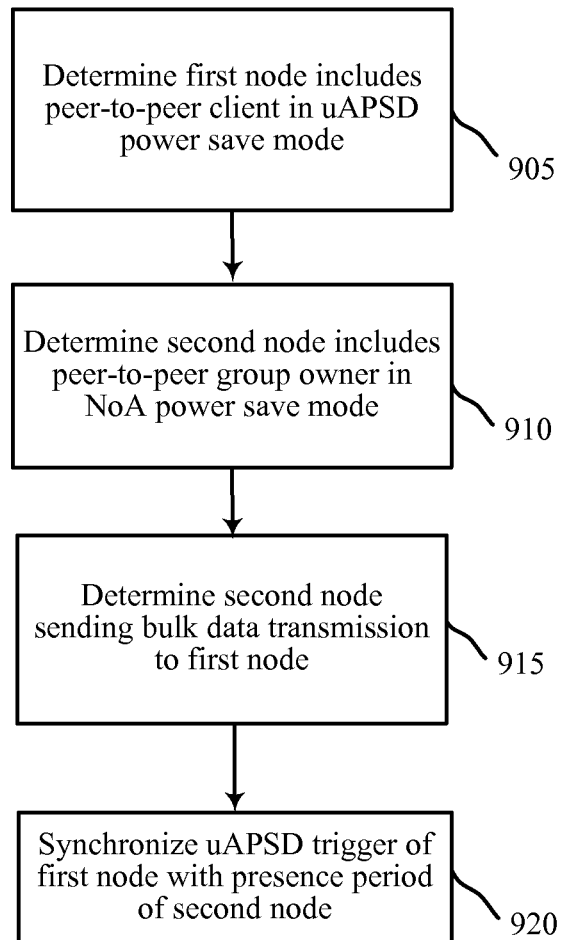 Determine first node includes
peer-to-peer client in uAPSD
power save mode
905
Determine second node includes
peer-to-peer group owner in
NoA power save mode
910
Determine second node
sending bulk data transmission
to first node
915
Synchronize uAPSD trigger of
first node with presence period
of second node
920